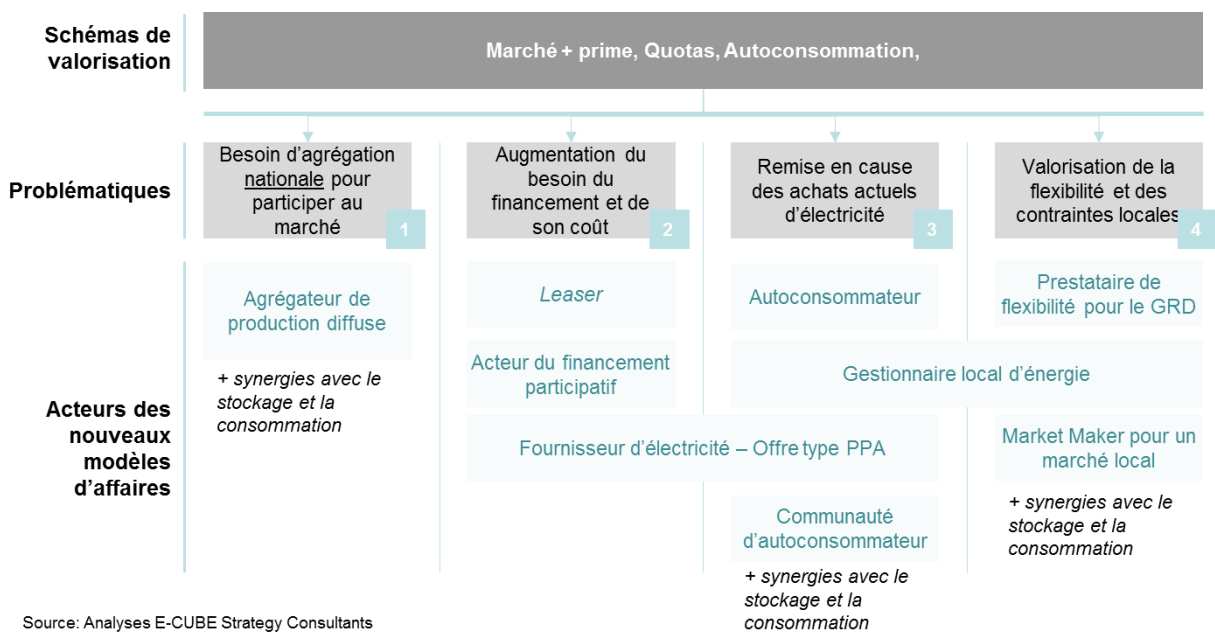 Schémas de
valorisation
Marché + prime, Quotas, Autoconsommation,
Problématiques
Besoin d’agrégation
nationale pour
participer au
marché
1
Augmentation du
besoin du
financement et de
son coût
2
Remise en cause
des achats actuels
d’électricité
3
Valorisation de la
flexibilité et des
contraintes locales
4
Acteurs des
nouveaux
modèles
d’affaires
Agrégateur de
production diffuse
+ synergies avec le
stockage et la
consommation
Leaser
Acteur du financement
participatif
Fournisseur d’électricité – Offre type PPA
Autoconsommateur
Gestionnaire local d’énergie
Communauté
d’autoconsommateur
+ synergies avec le
stockage et la
consommation
Prestataire de
flexibilité pour le GRD
Market Maker pour un
marché local
+ synergies avec le
stockage et la
consommation
Source: Analyses E-CUBE Strategy Consultants